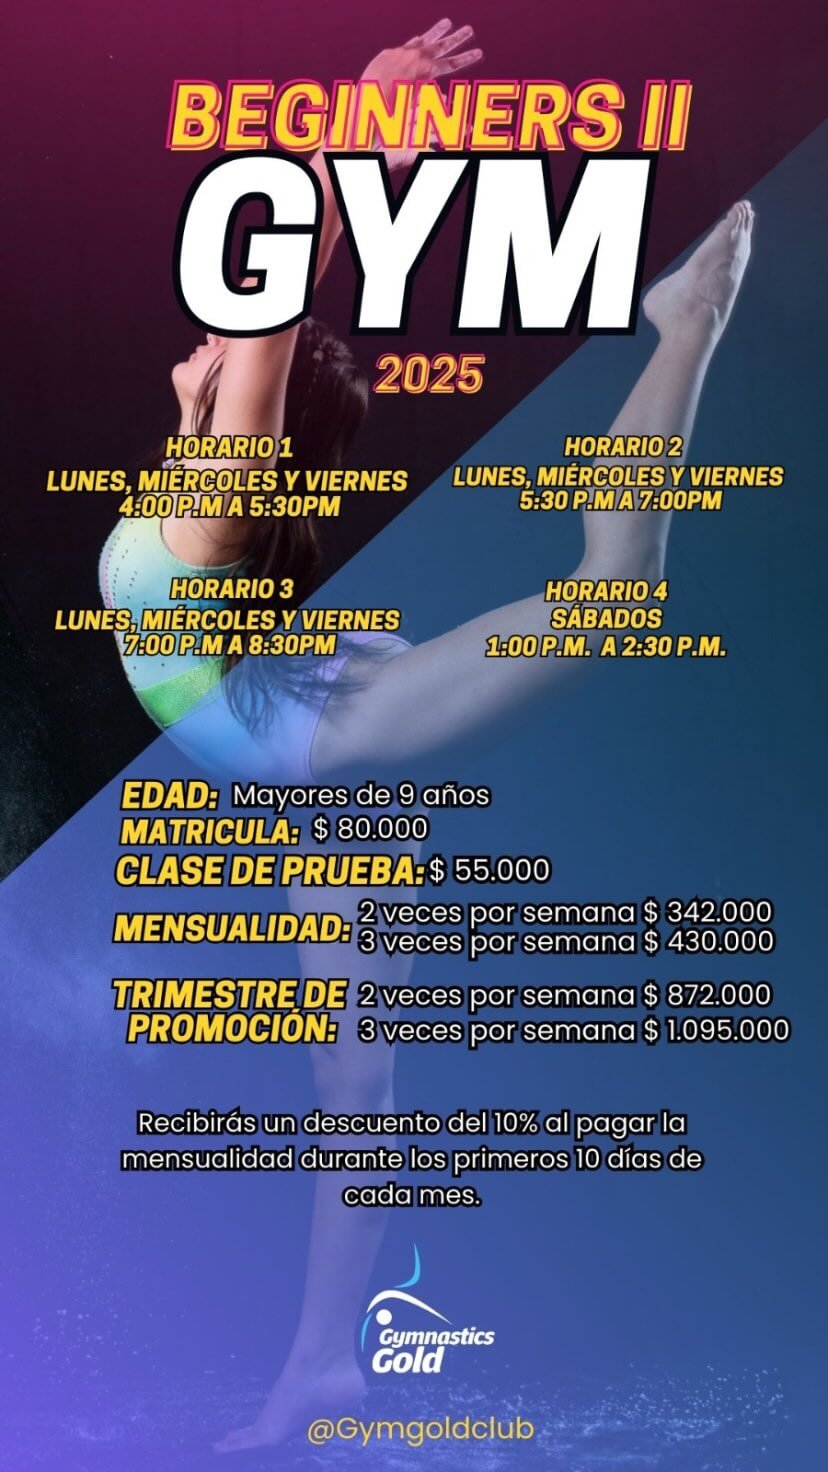 BEGINNERS II
GYM
2025
HORARIO 1
LUNES, MIÉRCOLES Y VIERNES
4:00 P.M A 5:30PM
HORARIO 2
LUNES, MIÉRCOLES Y VIERNES
5:30 P.M A 7:00PM
HORARIO 3
LUNES, MIÉRCOLES Y VIERNES
7:00 P.M A 8:30PM
HORARIO 4
SÁBADOS
1:00 P.M. A 2:30 P.M.
EDAD: Mayores de 9 años
MATRICULA: $ 80.000
CLASE DE PRUEBA: $ 55.000
MENSUALIDAD: 2 veces por semana $ 342.000
3 veces por semana $ 430.000
TRIMESTRE DE 2 veces por semana $ 872.000
PROMOCIÓN: 3 veces por semana $ 1.095.000
Recibirás un descuento del 10% al pagar la
mensualidad durante los primeros 10 días de
cada mes.
Gymnastics
Gold
@Gymgoldclub